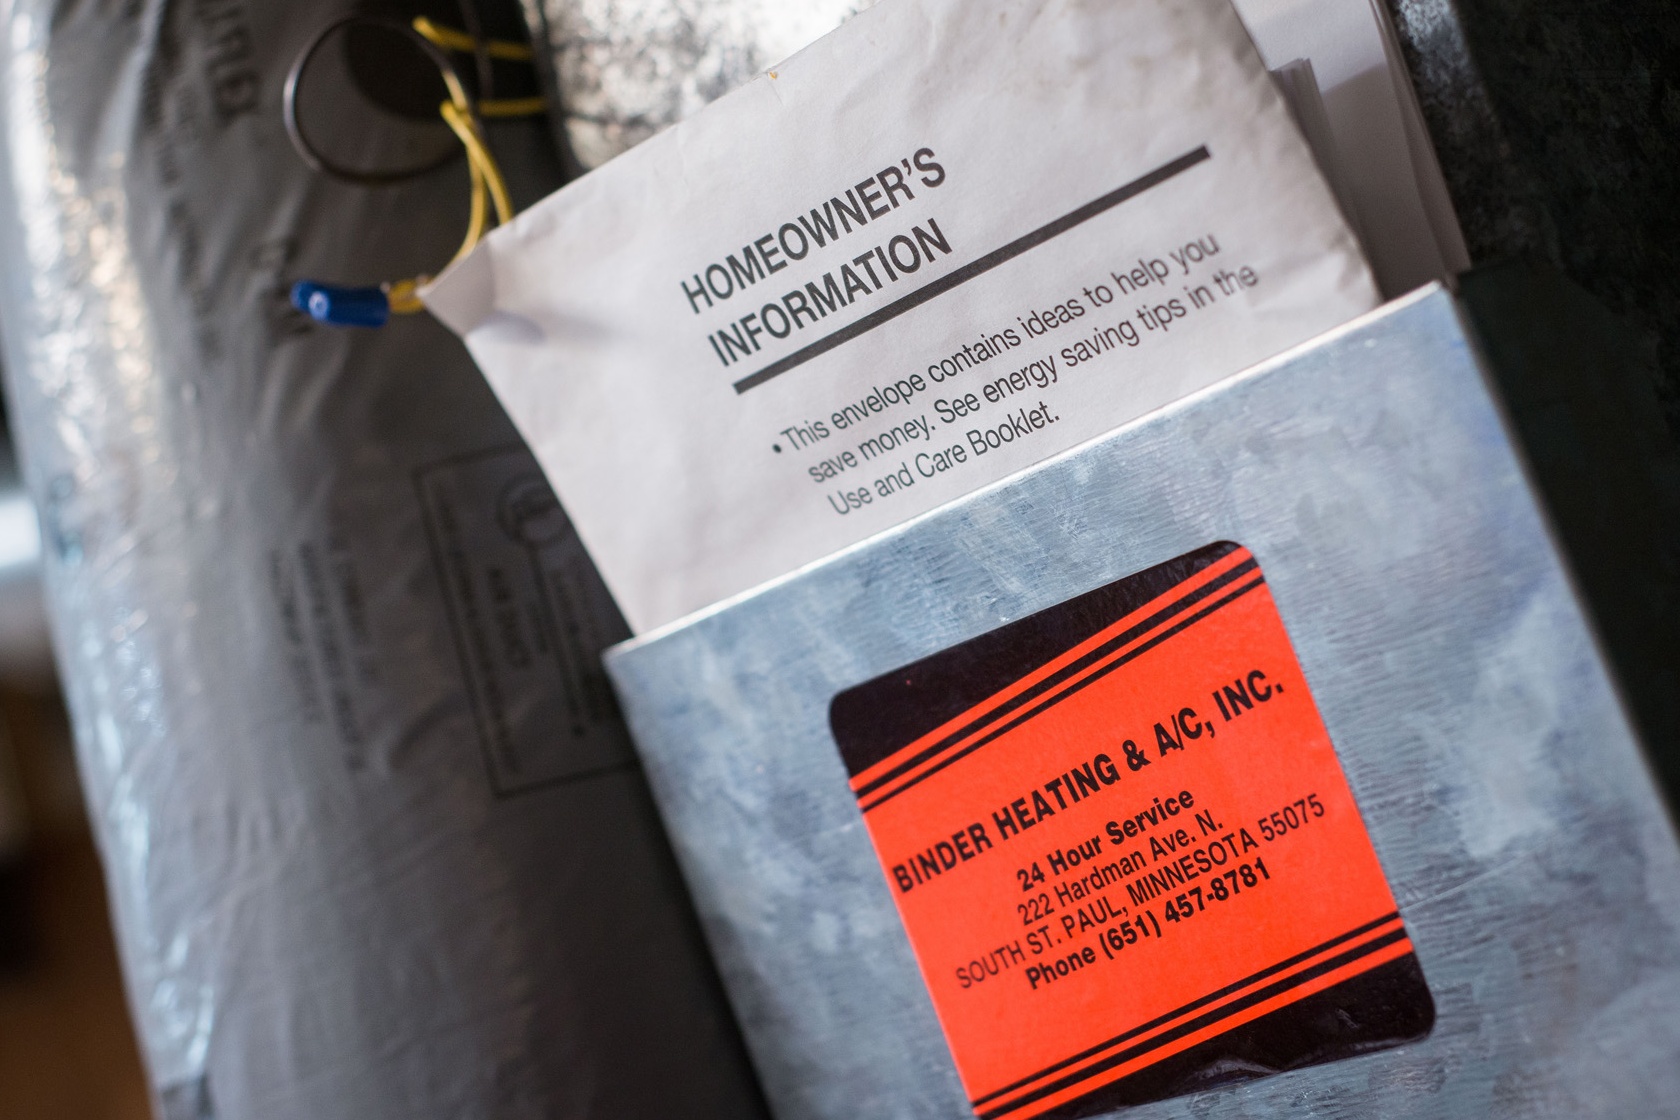 HOMEOWNER'S
INFORMATION
• This envelope contains ideas to help you
save money. See energy saving tips in the
Use and Care Booklet.
BINDER HEATING & A/C, INC.
24 Hour Service
222 Hardman Ave. N.
SOUTH ST. PAUL, MINNESOTA 55075
Phone (651) 457-8781
AIR DUCT